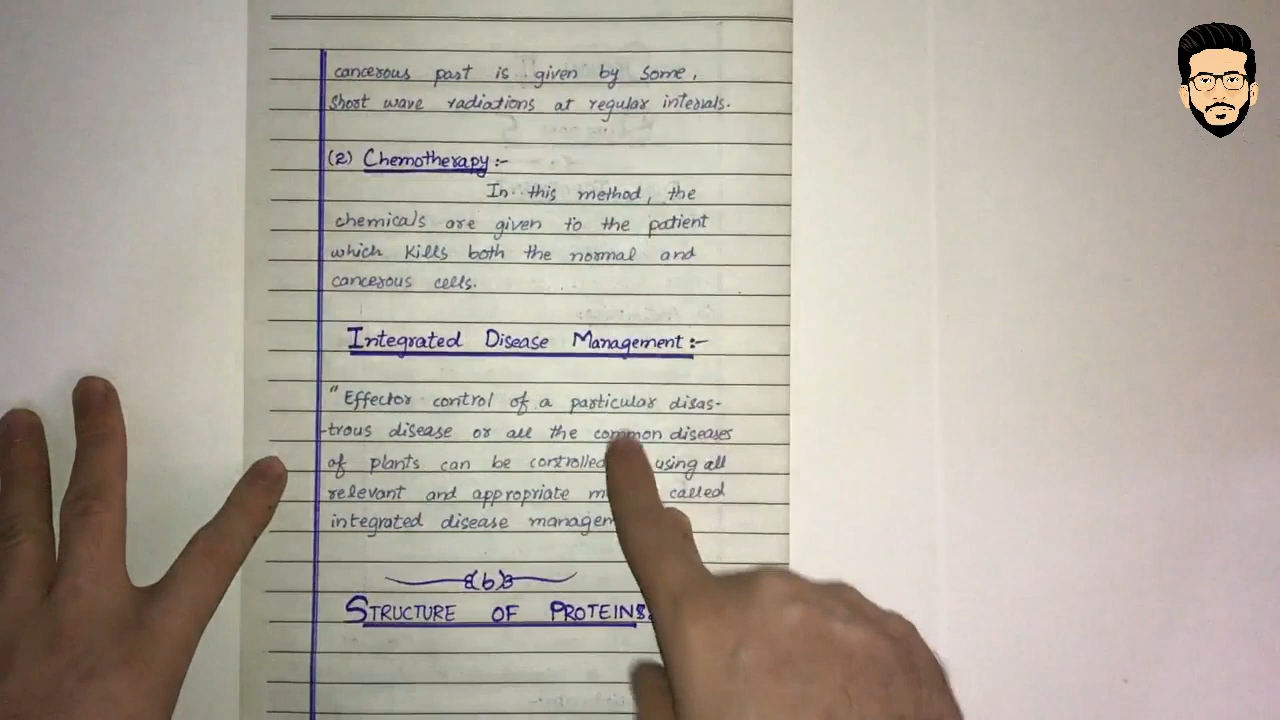 cancerous part is given by some,
short wave radiations at regular intervals.
(2) Chemotherapy :-
In this method, the
chemicals are given to the patient
which kills both the normal and
cancerous cells.
Integrated Disease Management :-
"Effector control of a particular disas-
trous disease or all the common diseases
of plants can be controlled using all
relevant and appropriate called
integrated disease
(b)
STRUCTURE OF PROTEINS